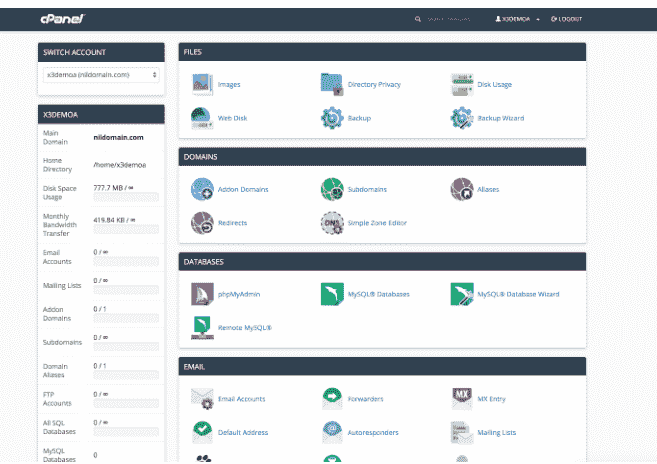 cPanel
X3DEMOA
LOGOUT
SWITCH ACCOUNT
x3demoa (nildomain.com)
X3DEMOA
Main
Domain
nildomain.com
Home
Directory
/home/x3demoa
Disk Space
Usage
777.7 MB / ∞
Monthly
Bandwidth
Transfer
419.84 KB / ∞
Email
Accounts
0 / ∞
Mailing Lists
0 / ∞
Addon
Domains
0 / 1
Subdomains
0 / ∞
Domain
Aliases
0 / 1
FTP
Accounts
0 / ∞
All SQL
Databases
0 / ∞
MySQL
Databases
0
FILES
Images
Directory Privacy
Disk Usage
Web Disk
Backup
Backup Wizard
DOMAINS
Addon Domains
Subdomains
Aliases
Redirects
DNS
Simple Zone Editor
DATABASES
phpMyAdmin
MySQL® Databases
MySQL® Database Wizard
Remote MySQL®
EMAIL
Email Accounts
Forwarders
MX
MX Entry
Default Address
Autoresponders
Mailing Lists